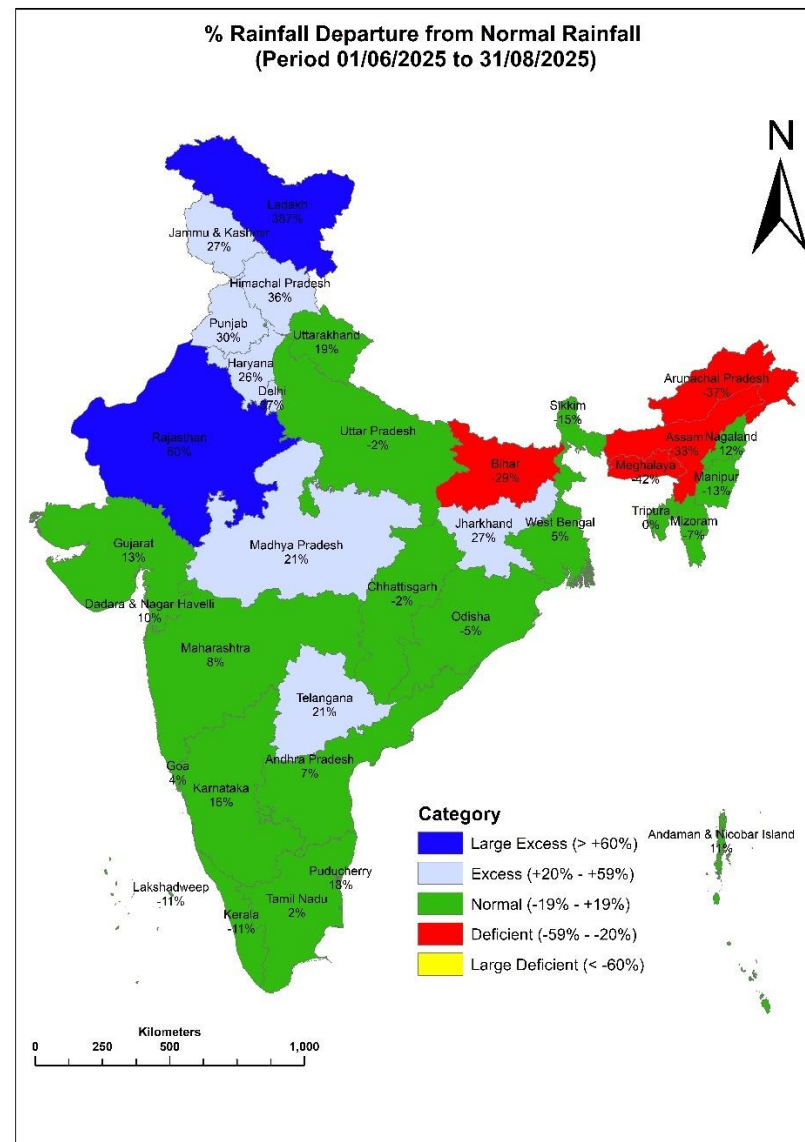 % Rainfall Departure from Normal Rainfall
(Period 01/06/2025 to 31/08/2025)
N
Ladakh
387%
Jammu & Kashmir
27%
Himachal Pradesh
36%
Punjab
30%
Uttarakhand
19%
Haryana
26%
Delhi
Rajasthan
60%
Uttar Pradesh
-2%
Bihar
-29%
Sikkim
-15%
Arunachal Pradesh
-37%
Assam
-33%
Nagaland
-12%
Meghalaya
-42%
Manipur
-13%
Tripura
0%
Mizoram
-7%
Gujarat
13%
Madhya Pradesh
21%
Jharkhand
27%
West Bengal
5%
Dadara & Nagar Havelli
10%
Chhattisgarh
-2%
Odisha
-5%
Maharashtra
8%
Telangana
21%
Goa
4%
Karnataka
16%
Andhra Pradesh
7%
Category
Large Excess (> +60%)
Excess (+20% - +59%)
Normal (-19% - +19%)
Deficient (-59% - -20%)
Large Deficient (< -60%)
Andaman & Nicobar Island
11%
Lakshadweep
-11%
Kerala
-11%
Tamil Nadu
2%
Puducherry
18%
Kilometers
0 250 500 1,000